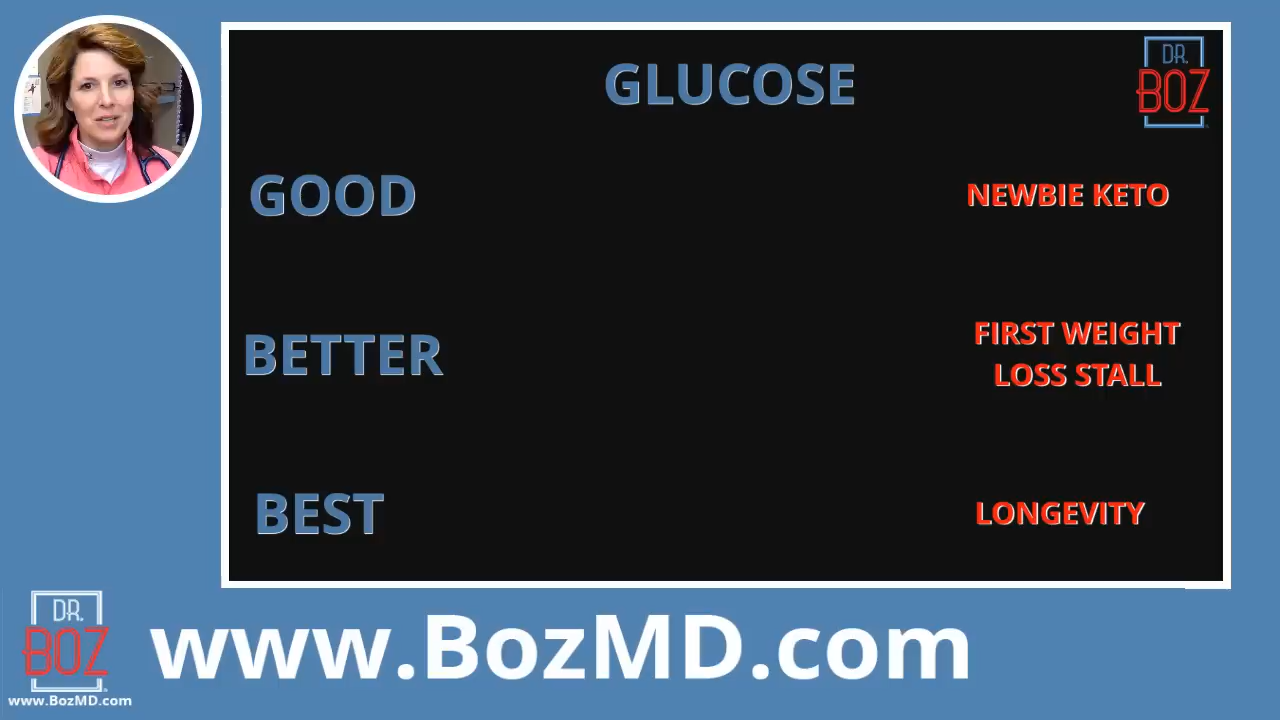 GLUCOSE
DR.
BOZ
GOOD
NEWBIE KETO
BETTER
FIRST WEIGHT
LOSS STALL
BEST
LONGEVITY
DR.
BOZ
www.BozMD.com
www.BozMD.com